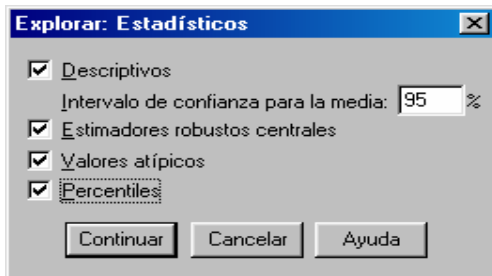 Explorar: Estadísticos
Descriptivos
Intervalo de confianza para la media: 95 %
Estimadores robustos centrales
Valores atípicos
Percentiles
Continuar Cancelar Ayuda